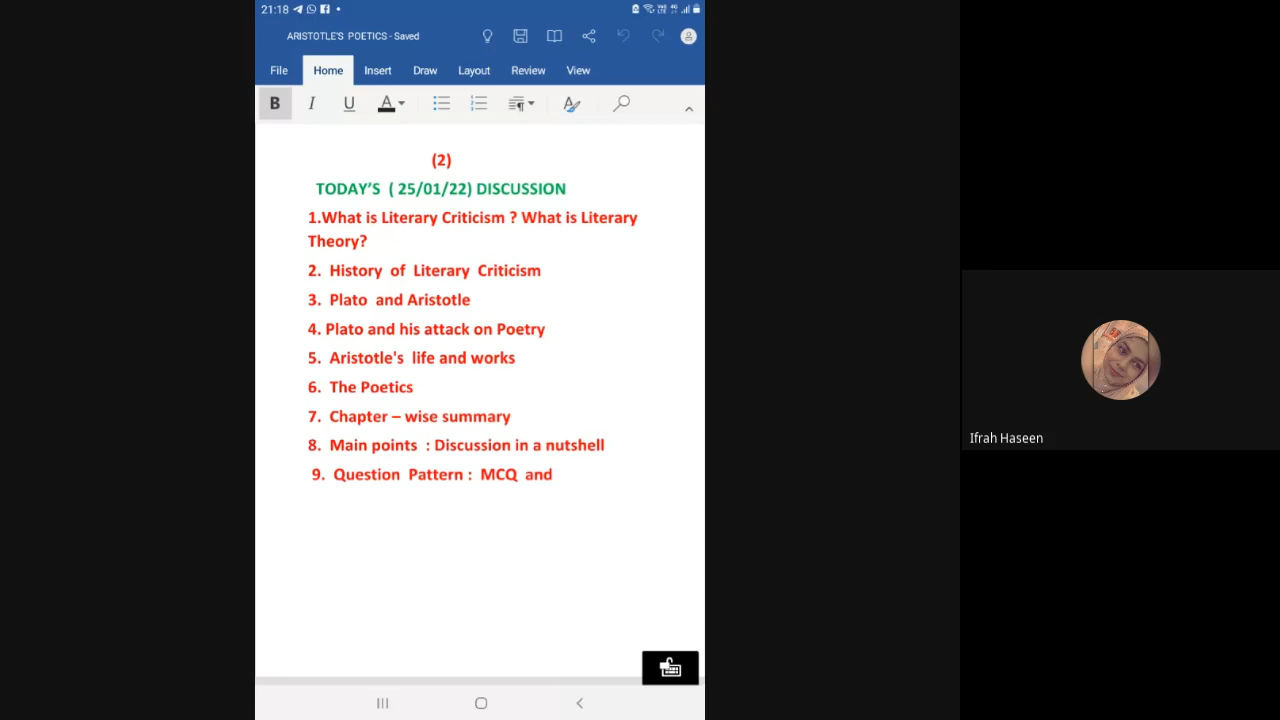 21:18
ARISTOTLE'S POETICS - Saved
File Home Insert Draw Layout Review View
B I U A
(2)
TODAY'S ( 25/01/22) DISCUSSION
1.What is Literary Criticism ? What is Literary
Theory?
2. History of Literary Criticism
3. Plato and Aristotle
4. Plato and his attack on Poetry
5. Aristotle's life and works
6. The Poetics
7. Chapter – wise summary
8. Main points : Discussion in a nutshell
9. Question Pattern : MCQ and
Ifrah Haseen